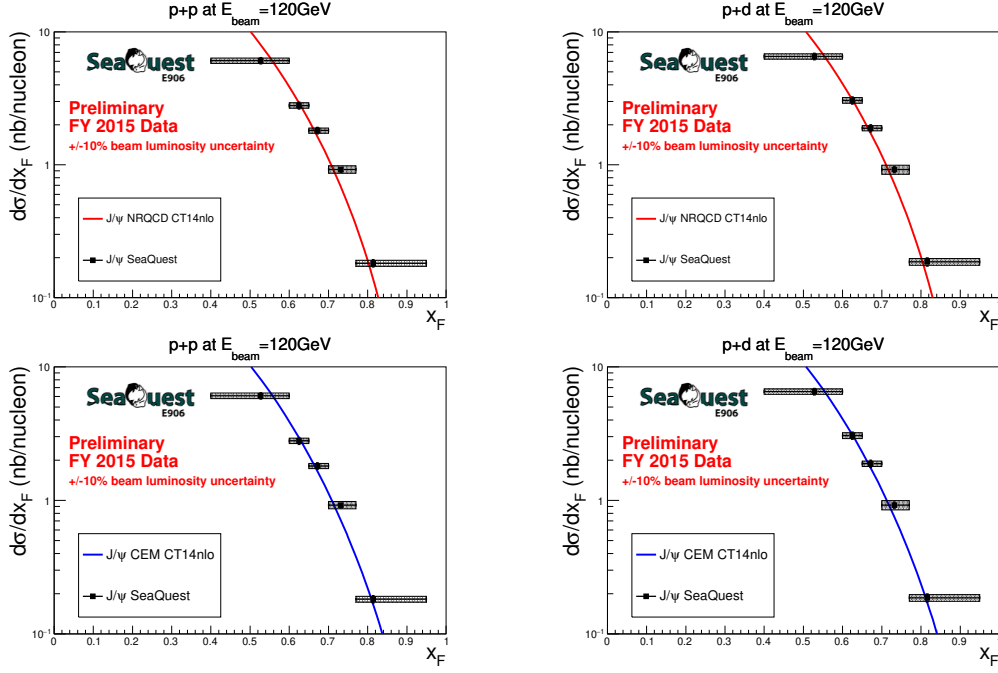 p+p at E_beam=120GeV
dσ/dx_F (nb/nucleon)
10
1
10⁻¹
SeaQuest
E906
Preliminary
FY 2015 Data
+/-10% beam luminosity uncertainty
J/ψ NRQCD CT14nlo
J/ψ SeaQuest
0 0.1 0.2 0.3 0.4 0.5 0.6 0.7 0.8 0.9 1
x_F
p+d at E_beam=120GeV
dσ/dx_F (nb/nucleon)
10
1
10⁻¹
SeaQuest
E906
Preliminary
FY 2015 Data
+/-10% beam luminosity uncertainty
J/ψ NRQCD CT14nlo
J/ψ SeaQuest
0 0.1 0.2 0.3 0.4 0.5 0.6 0.7 0.8 0.9
x_F
p+p at E_beam=120GeV
dσ/dx_F (nb/nucleon)
10
1
10⁻¹
SeaQuest
E906
Preliminary
FY 2015 Data
+/-10% beam luminosity uncertainty
J/ψ CEM CT14nlo
J/ψ SeaQuest
0 0.1 0.2 0.3 0.4 0.5 0.6 0.7 0.8 0.9 1
x_F
p+d at E_beam=120GeV
dσ/dx_F (nb/nucleon)
10
1
10⁻¹
SeaQuest
E906
Preliminary
FY 2015 Data
+/-10% beam luminosity uncertainty
J/ψ CEM CT14nlo
J/ψ SeaQuest
0 0.1 0.2 0.3 0.4 0.5 0.6 0.7 0.8 0.9
x_F